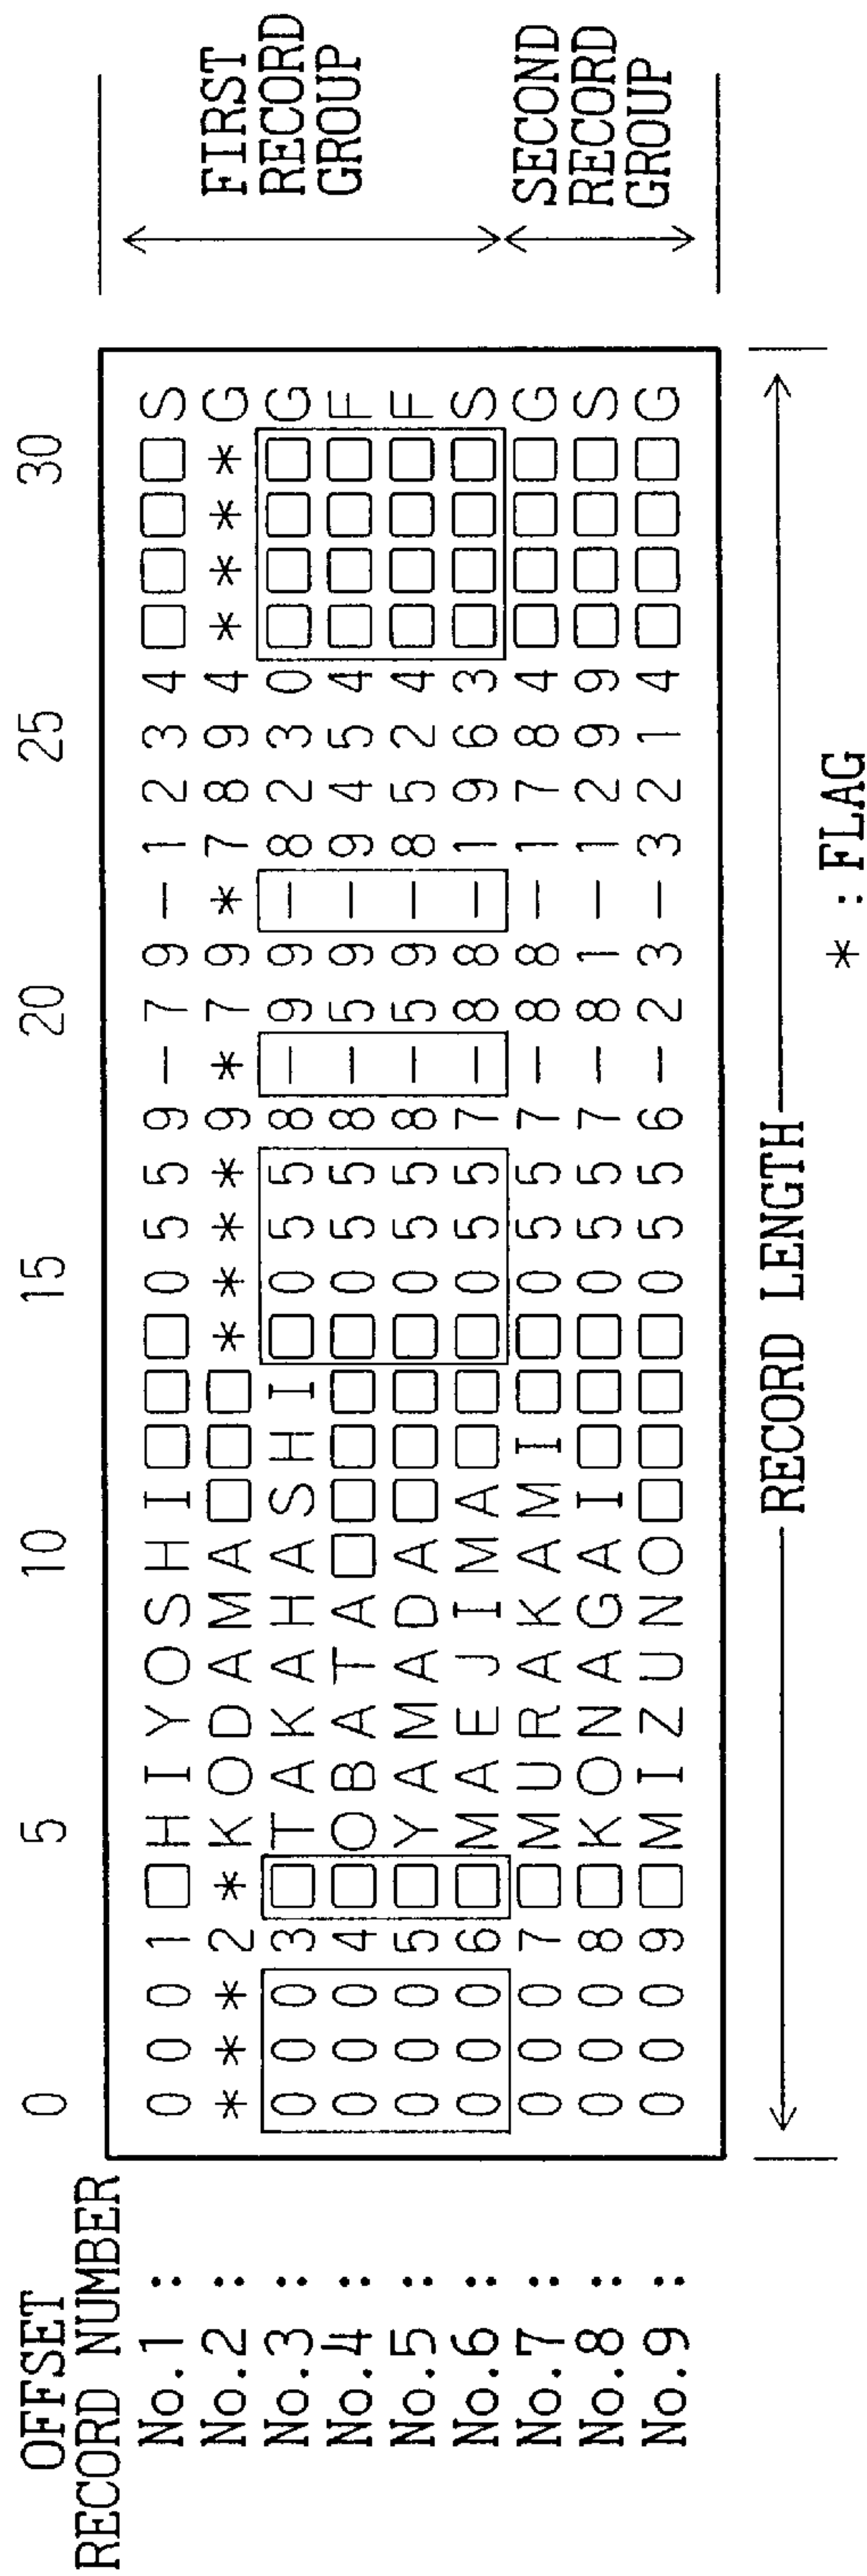 OFFSET 0 5 10 15 20 25 30
RECORD NUMBER
No.1 : 0001□HIYOSHI□□□0559-79-1234□□□□S
No.2 : ***2*KODAMA□□□****9*79*7894****G
No.3 : 0003□TAKAHASHI□0558-99-8230□□□□G
No.4 : 0004□OBATA□□□□□0558-59-9454□□□□F
No.5 : 0005□YAMADA□□□□0558-59-8524□□□□F
No.6 : 0006□MAEJIMA□□□0557-88-1963□□□□S
No.7 : 0007□MURAKAMI□□0557-88-1784□□□□G
No.8 : 0008□KONAGAI□□□0557-81-1299□□□□S
No.9 : 0009□MIZUNO□□□□0556-23-3214□□□□G
FIRST
RECORD
GROUP
SECOND
RECORD
GROUP
RECORD LENGTH
* : FLAG